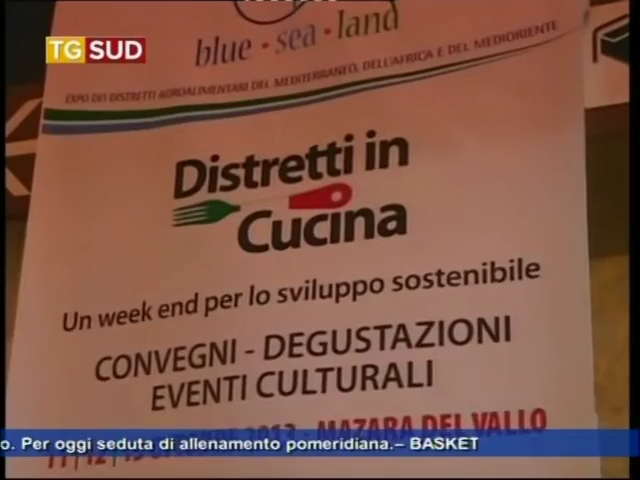 TG SUD
blue • sea • land
EXPO DEI DISTRETTI AGROALIMENTARI DEL MEDITERRANEO, DELL'AFRICA E DEL MEDIORIENTE
Distretti in
Cucina
Un week end per lo sviluppo sostenibile
CONVEGNI - DEGUSTAZIONI
EVENTI CULTURALI
2013 - MAZARA DEL VALLO
o. Per oggi seduta di allenamento pomeridiana.– BASKET